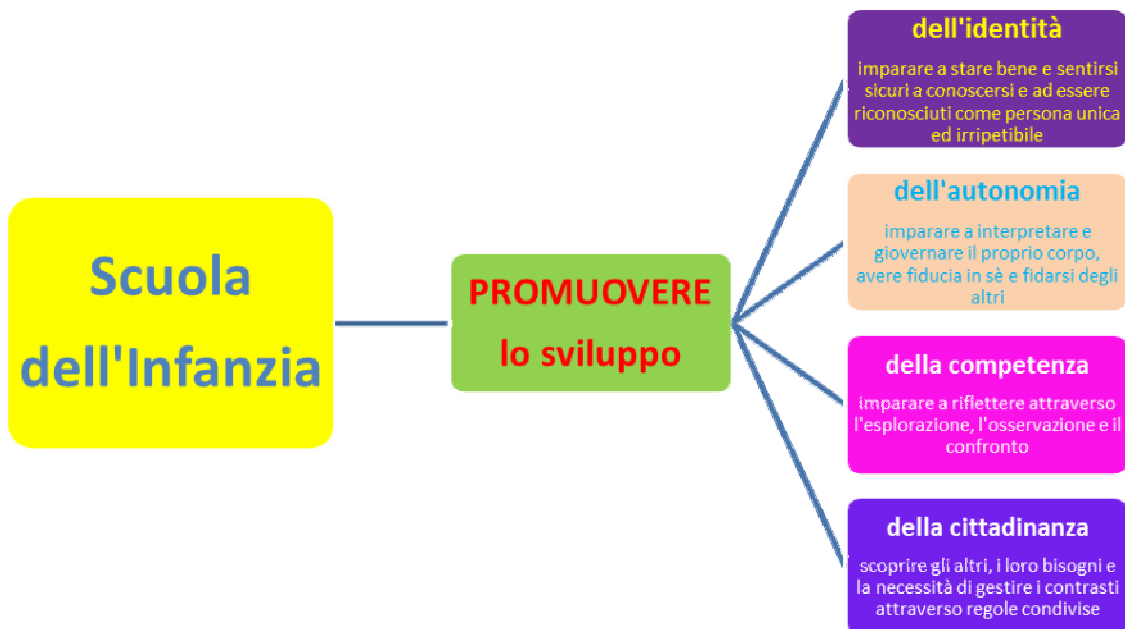 Scuola
dell'Infanzia
PROMUOVERE
lo sviluppo
dell'identità
imparare a stare bene e sentirsi
sicuri a conoscersi e ad essere
riconosciuti come persona unica
ed irripetibile
dell'autonomia
imparare a interpretare e
giovernare il proprio corpo,
avere fiducia in sè e fidarsi degli
altri
della competenza
imparare a riflettere attraverso
l'esplorazione, l'osservazione e il
confronto
della cittadinanza
scoprire gli altri, i loro bisogni e
la necessità di gestire i contrasti
attraverso regole condivise